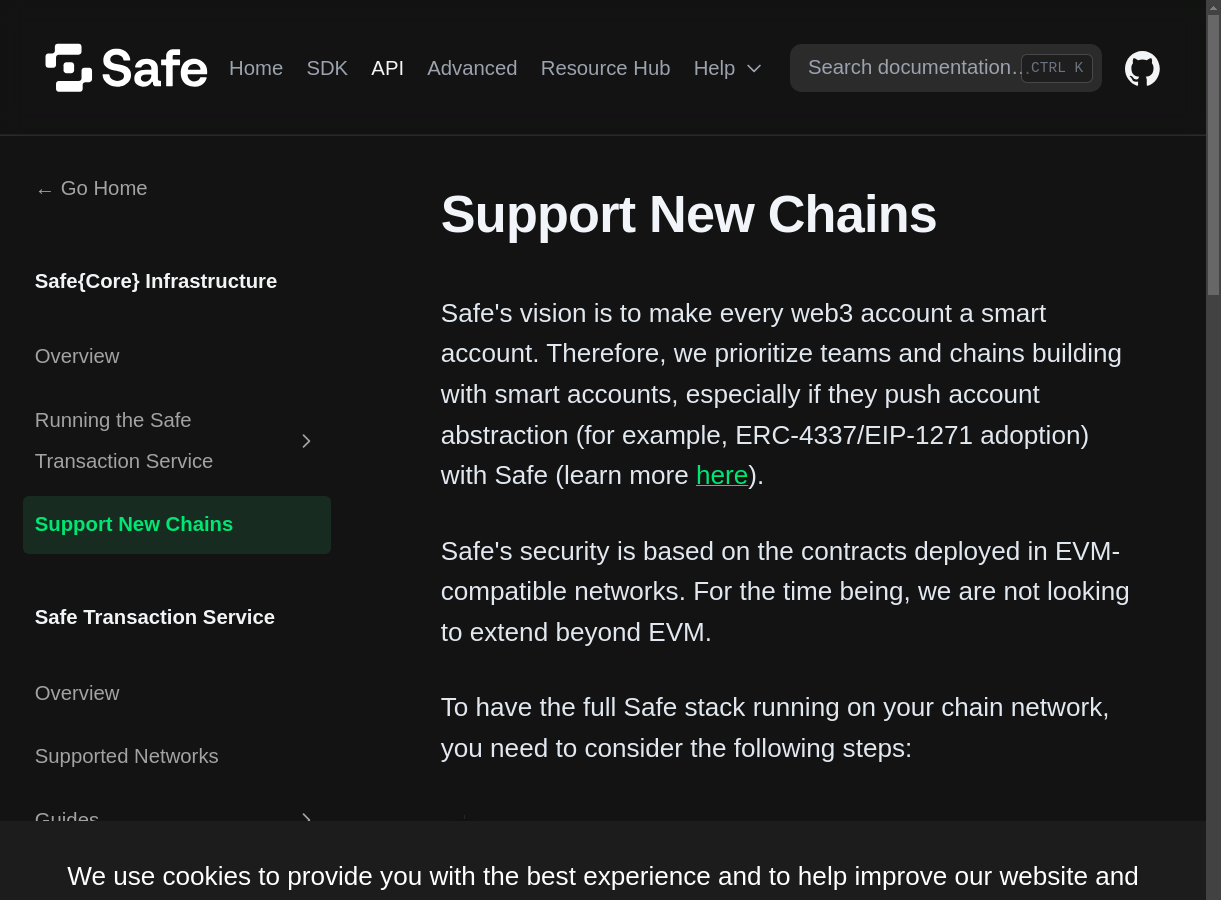 Safe Home SDK API Advanced Resource Hub Help Search documentation... CTRL K
← Go Home
Safe{Core} Infrastructure
Overview
Running the Safe
Transaction Service
Support New Chains
Safe Transaction Service
Overview
Supported Networks
Guides
Support New Chains
Safe's vision is to make every web3 account a smart
account. Therefore, we prioritize teams and chains building
with smart accounts, especially if they push account
abstraction (for example, ERC-4337/EIP-1271 adoption)
with Safe (learn more here).
Safe's security is based on the contracts deployed in EVM-
compatible networks. For the time being, we are not looking
to extend beyond EVM.
To have the full Safe stack running on your chain network,
you need to consider the following steps:
We use cookies to provide you with the best experience and to help improve our website and